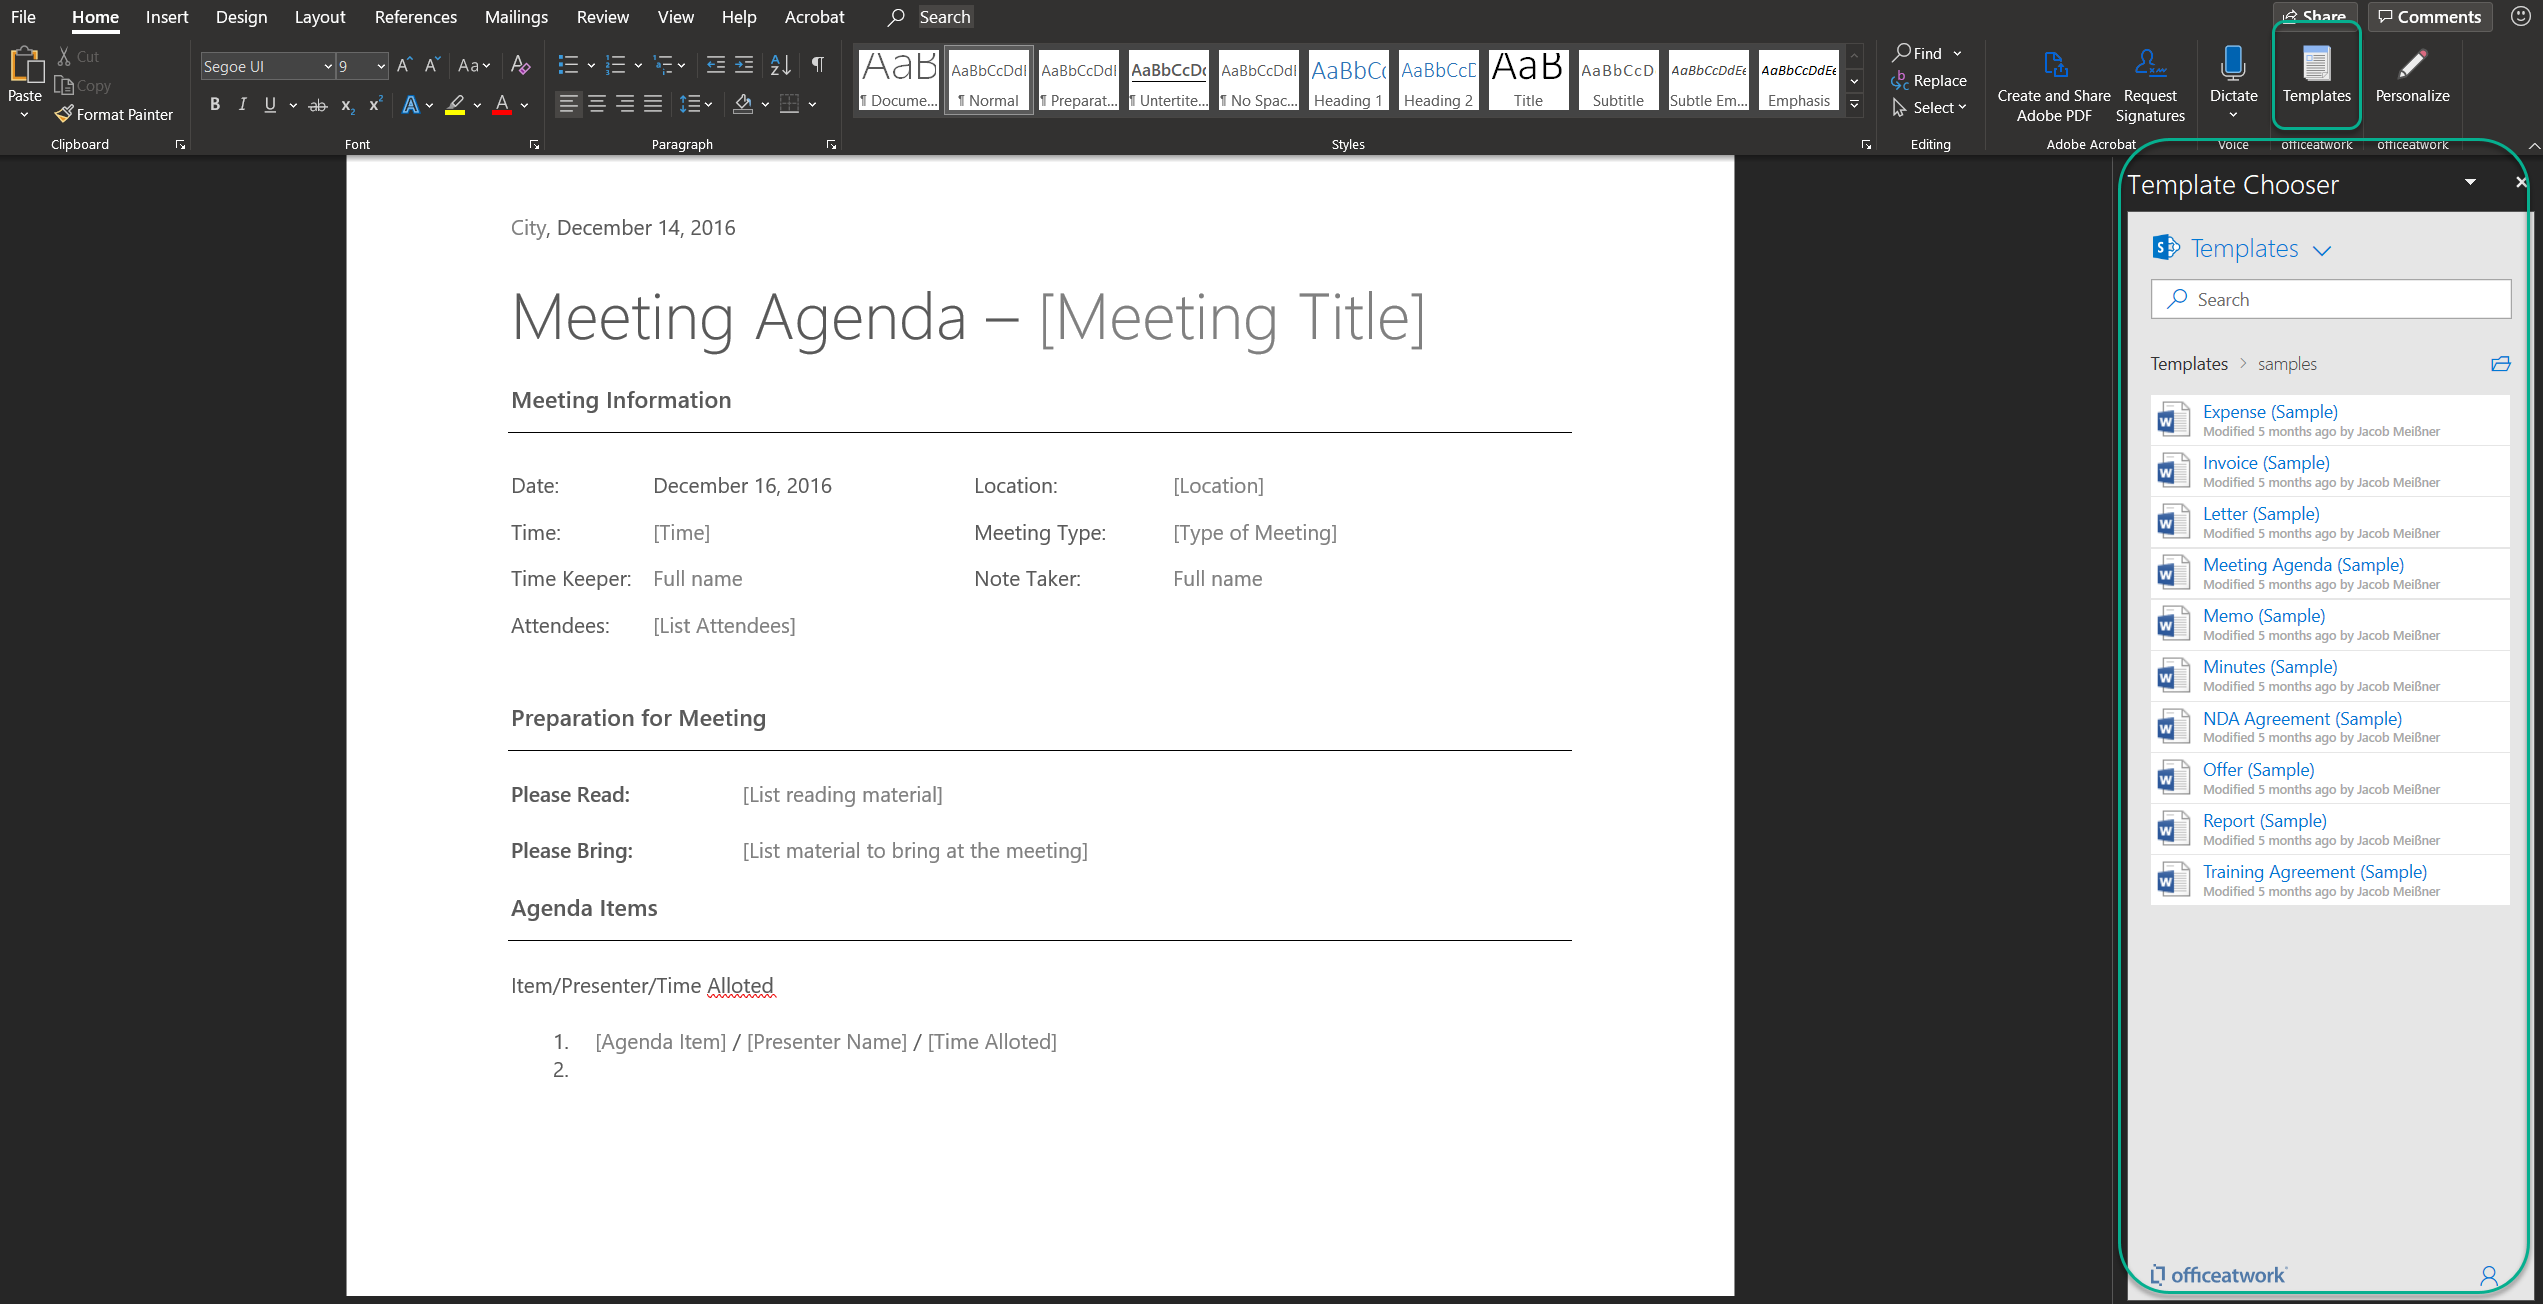 File Home Insert Design Layout References Mailings Review View Help Acrobat Search Share Comments
Paste
Cut
Copy
Format Painter
Clipboard
Segoe UI 9
Font
Paragraph
AaB AaBbCcDdI AaBbCcDdI AaBbCcDc AaBbCcDdI AaBbCc AaBbCcD AaB AaBbCcD AaBbCcDdEe AaBbCcDdEe
¶ Docume... ¶ Normal ¶ Preparat... ¶ Untertite... ¶ No Spac... Heading 1 Heading 2 Title Subtitle Subtle Em... Emphasis
Styles
Find
Replace
Select
Editing
Create and Share
Adobe PDF
Request
Signatures
Adobe Acrobat
Dictate
Voice
Templates
officeatwork
Personalize
officeatwork
City, December 14, 2016
Meeting Agenda – [Meeting Title]
Meeting Information
Date: December 16, 2016 Location: [Location]
Time: [Time] Meeting Type: [Type of Meeting]
Time Keeper: Full name Note Taker: Full name
Attendees: [List Attendees]
Preparation for Meeting
Please Read: [List reading material]
Please Bring: [List material to bring at the meeting]
Agenda Items
Item/Presenter/Time Alloted
1. [Agenda Item] / [Presenter Name] / [Time Alloted]
2.
Template Chooser
Templates
Search
Templates > samples
Expense (Sample)
Modified 5 months ago by Jacob Meißner
Invoice (Sample)
Modified 5 months ago by Jacob Meißner
Letter (Sample)
Modified 5 months ago by Jacob Meißner
Meeting Agenda (Sample)
Modified 5 months ago by Jacob Meißner
Memo (Sample)
Modified 5 months ago by Jacob Meißner
Minutes (Sample)
Modified 5 months ago by Jacob Meißner
NDA Agreement (Sample)
Modified 5 months ago by Jacob Meißner
Offer (Sample)
Modified 5 months ago by Jacob Meißner
Report (Sample)
Modified 5 months ago by Jacob Meißner
Training Agreement (Sample)
Modified 5 months ago by Jacob Meißner
officeatwork